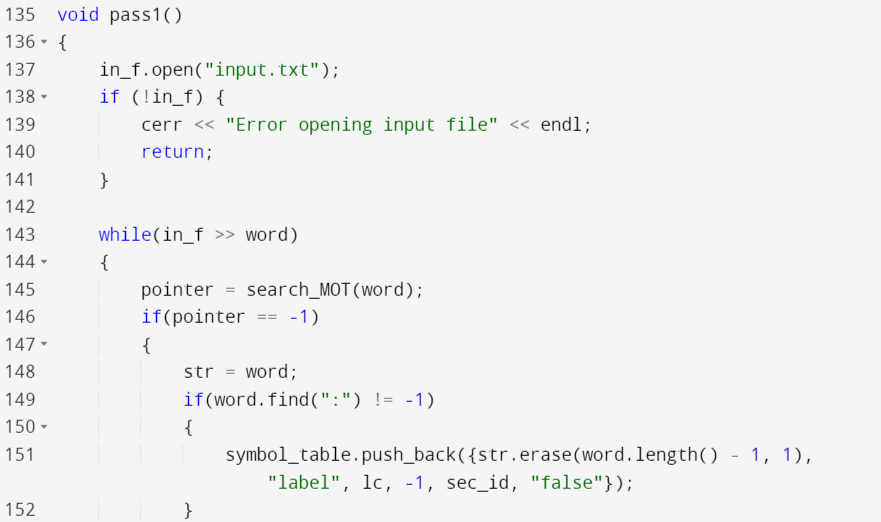 135 void pass1()
136 {
137     in_f.open("input.txt");
138     if (!in_f) {
139         cerr << "Error opening input file" << endl;
140         return;
141     }
142
143     while(in_f >> word)
144     {
145         pointer = search_MOT(word);
146         if(pointer == -1)
147         {
148             str = word;
149             if(word.find(":") != -1)
150             {
151                 symbol_table.push_back({str.erase(word.length() - 1, 1),
                        "label", lc, -1, sec_id, "false"});
152             }